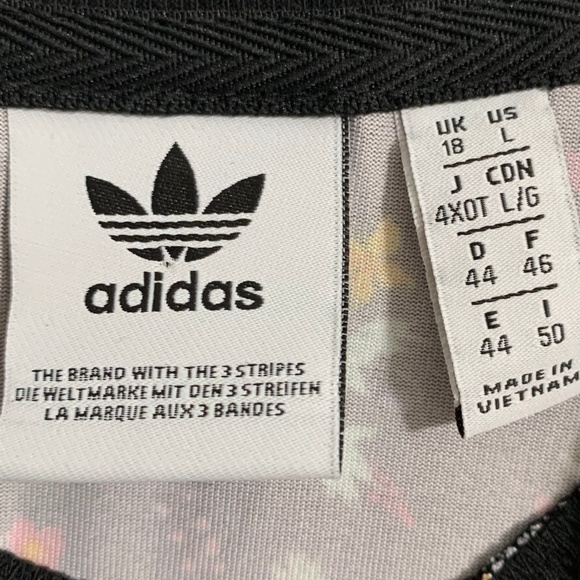 adidas
THE BRAND WITH THE 3 STRIPES
DIE WELTMARKE MIT DEN 3 STREIFEN
LA MARQUE AUX 3 BANDES
UK US
18 L
J CDN
4XOT L/G
D F
44 46
E I
44 50
MADE IN
VIETNAM